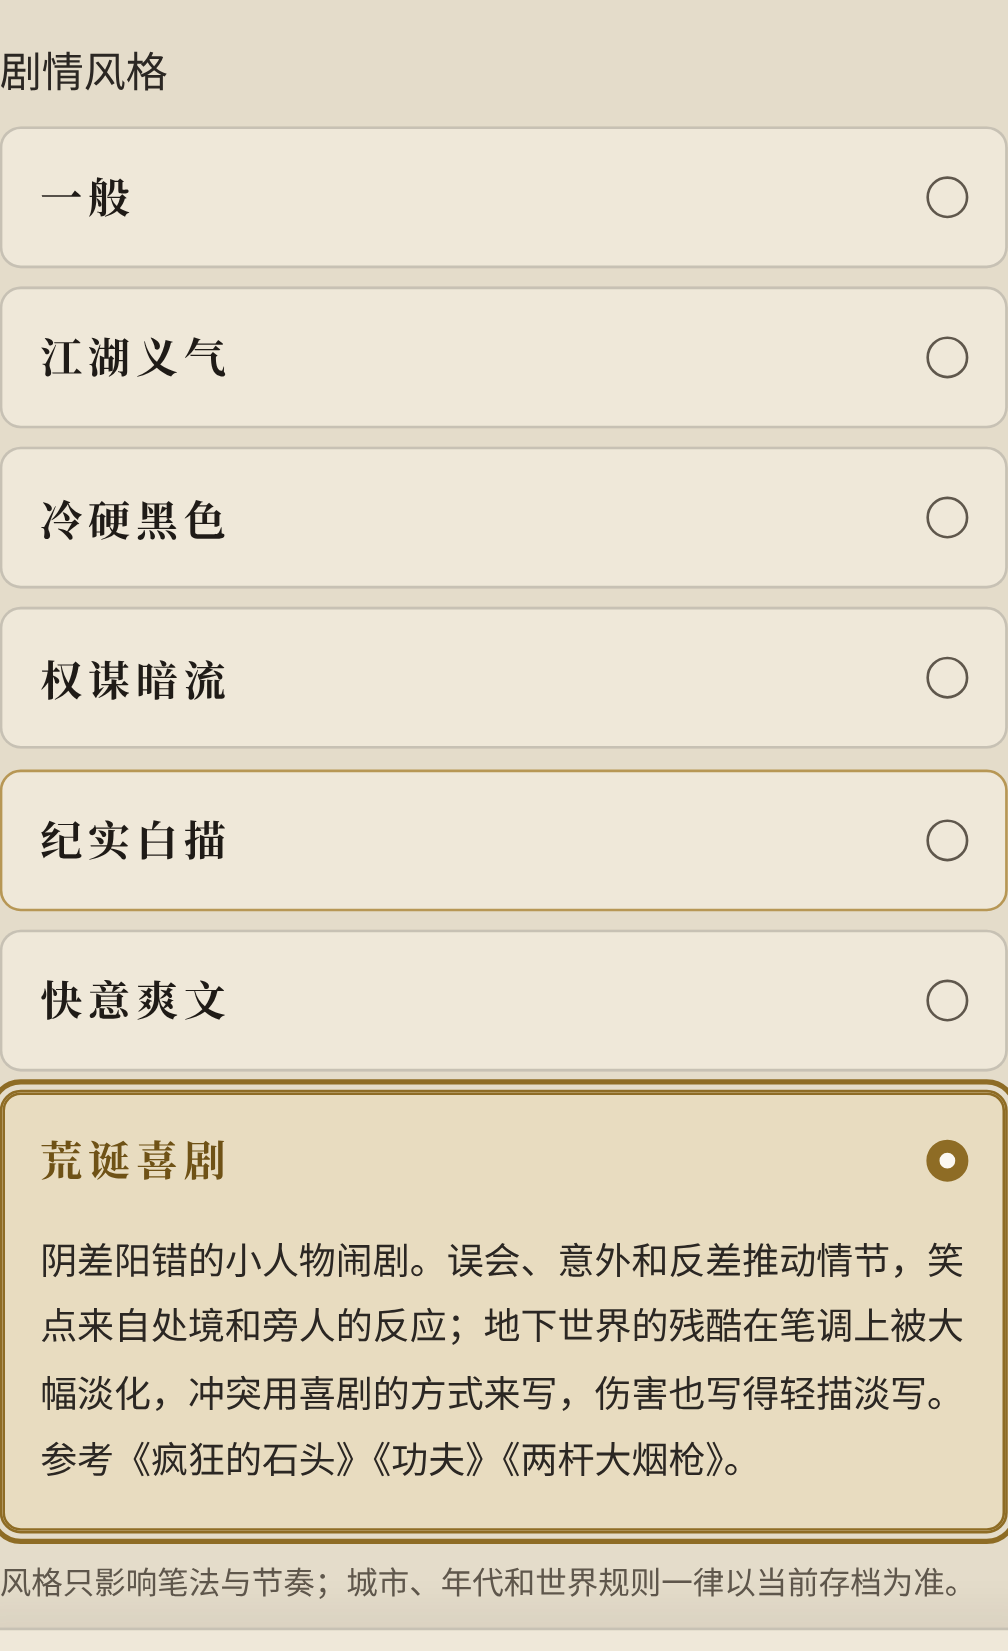 剧情风格
一般
江湖义气
冷硬黑色
权谋暗流
纪实白描
快意爽文
荒诞喜剧
阴差阳错的小人物闹剧。误会、意外和反差推动情节，笑
点来自处境和旁人的反应；地下世界的残酷在笔调上被大
幅淡化，冲突用喜剧的方式来写，伤害也写得轻描淡写。
参考《疯狂的石头》《功夫》《两杆大烟枪》。
风格只影响笔法与节奏；城市、年代和世界规则一律以当前存档为准。